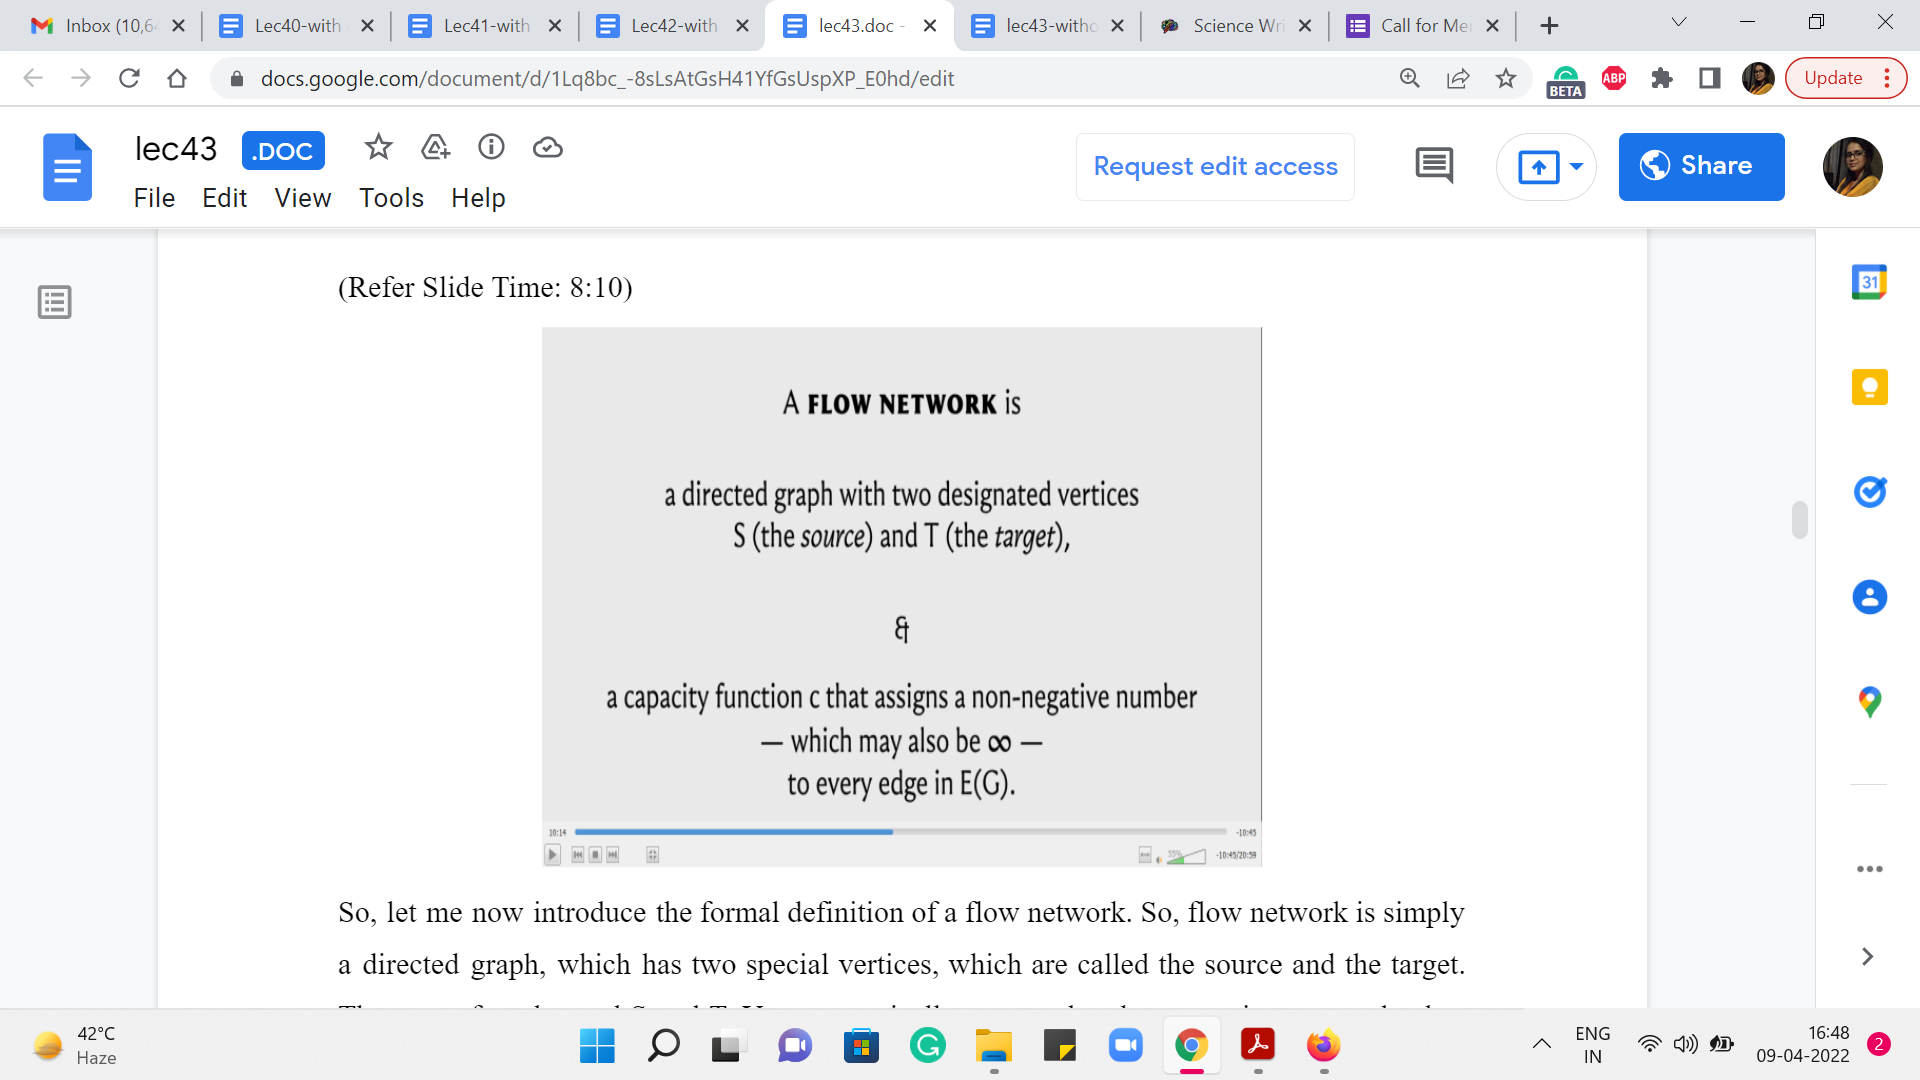 Inbox (10,6
Lec40-with
Lec41-with
Lec42-with
lec43.doc -
lec43-witho
Science Wri
Call for Me
docs.google.com/document/d/1Lq8bc_-8sLsAtGsH41YfGsUspXP_E0hd/edit
BETA
ABP
Update
lec43
.DOC
File Edit View Tools Help
Request edit access
Share
31
(Refer Slide Time: 8:10)
A FLOW NETWORK is
a directed graph with two designated vertices
S (the source) and T (the target),
&
a capacity function c that assigns a non-negative number
— which may also be ∞ —
to every edge in E(G).
10:14
-10:45
55%
-10:45/20:59
So, let me now introduce the formal definition of a flow network. So, flow network is simply
a directed graph, which has two special vertices, which are called the source and the target.
42°C
Haze
ENG
IN
16:48
09-04-2022
2